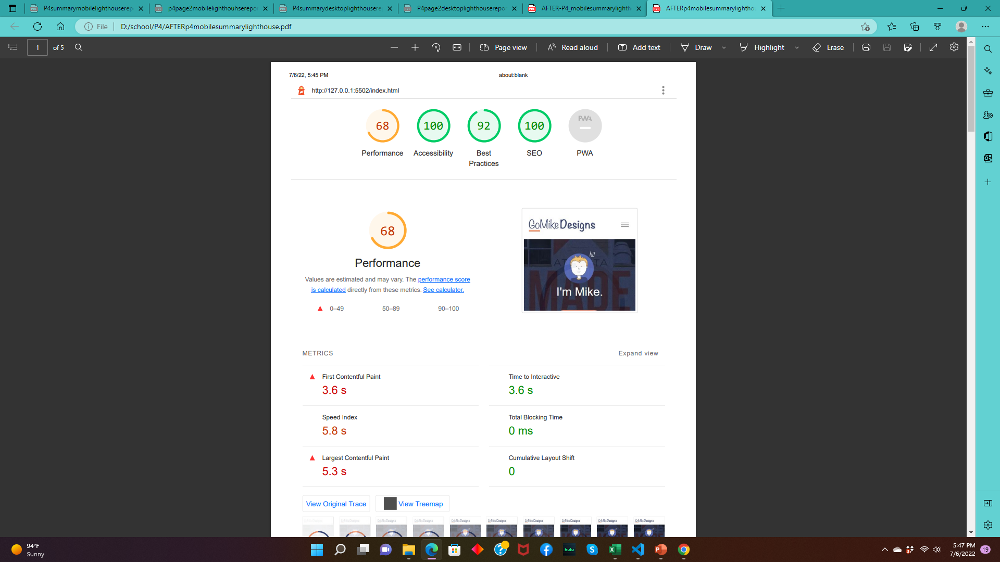 P4summarymobilelighthouserep
p4page2mobilelighthouhserepor
P4summarydesktoplighthousere
P4page2desktoplighthouserepor
AFTER-P4_mobilesummarylighth
AFTERp4mobilesummarylighthou
File
D:/school/P4/AFTERp4mobilesummarylighthouse.pdf
1 of 5
Page view
Read aloud
Add text
Draw
Highlight
Erase
7/6/22, 5:45 PM
about:blank
http://127.0.0.1:5502/index.html
68
100
92
100
PWA
Performance
Accessibility
Best
Practices
SEO
PWA
68
Performance
Values are estimated and may vary. The performance score
is calculated directly from these metrics. See calculator.
0–49
50–89
90–100
GoMikeDesigns
hi!
MADE
I'm Mike.
METRICS
Expand view
First Contentful Paint
3.6 s
Time to Interactive
3.6 s
Speed Index
5.8 s
Total Blocking Time
0 ms
Largest Contentful Paint
5.3 s
Cumulative Layout Shift
0
View Original Trace
View Treemap
94°F
Sunny
hulu
5:47 PM
7/6/2022
19